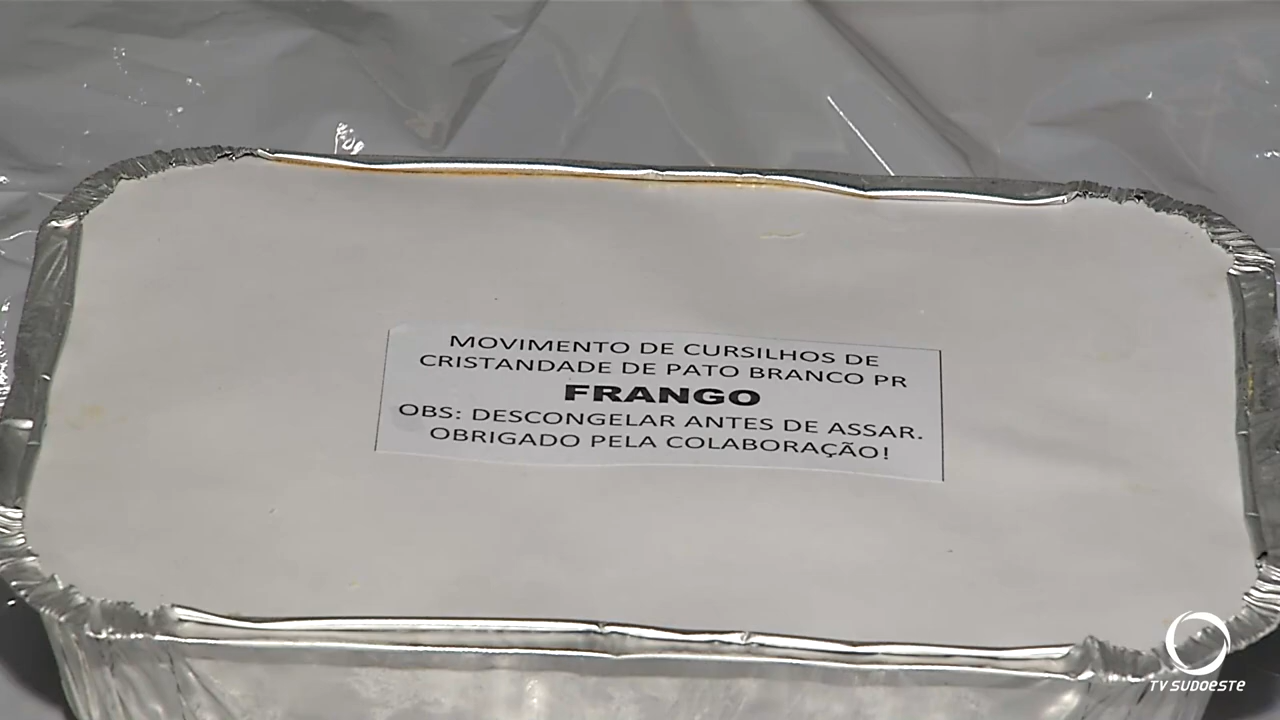 MOVIMENTO DE CURSILHOS DE
CRISTANDADE DE PATO BRANCO PR
FRANGO
OBS: DESCONGELAR ANTES DE ASSAR.
OBRIGADO PELA COLABORAÇÃO!
TV SUDOESTE